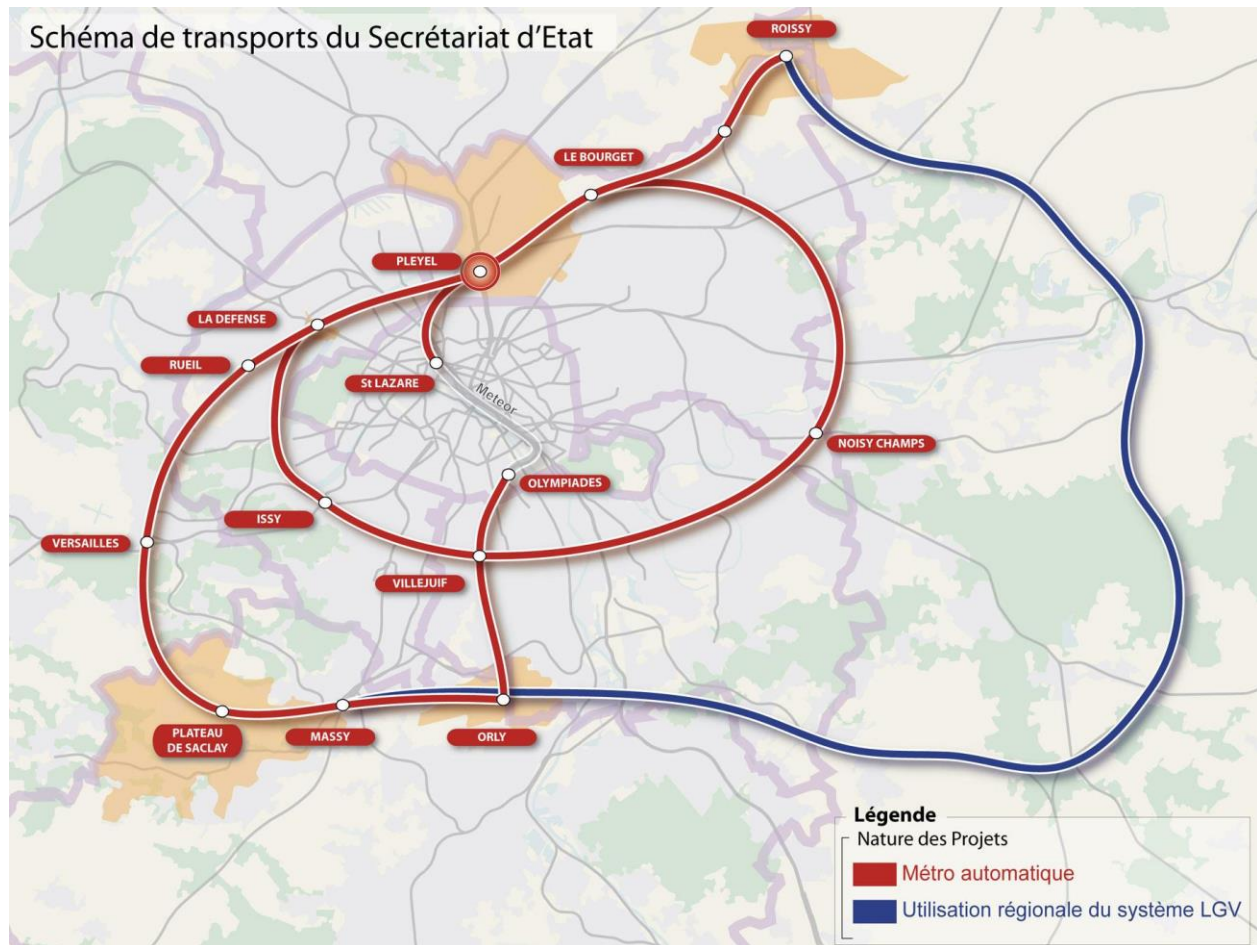 Schéma de transports du Secrétariat d'Etat
ROISSY
LE BOURGET
PLEYEL
LA DEFENSE
RUEIL
St LAZARE
Meteor
NOISY CHAMPS
OLYMPIADES
ISSY
VERSAILLES
VILLEJUIF
PLATEAU
DE SACLAY
MASSY
ORLY
Légende
Nature des Projets
Métro automatique
Utilisation régionale du système LGV